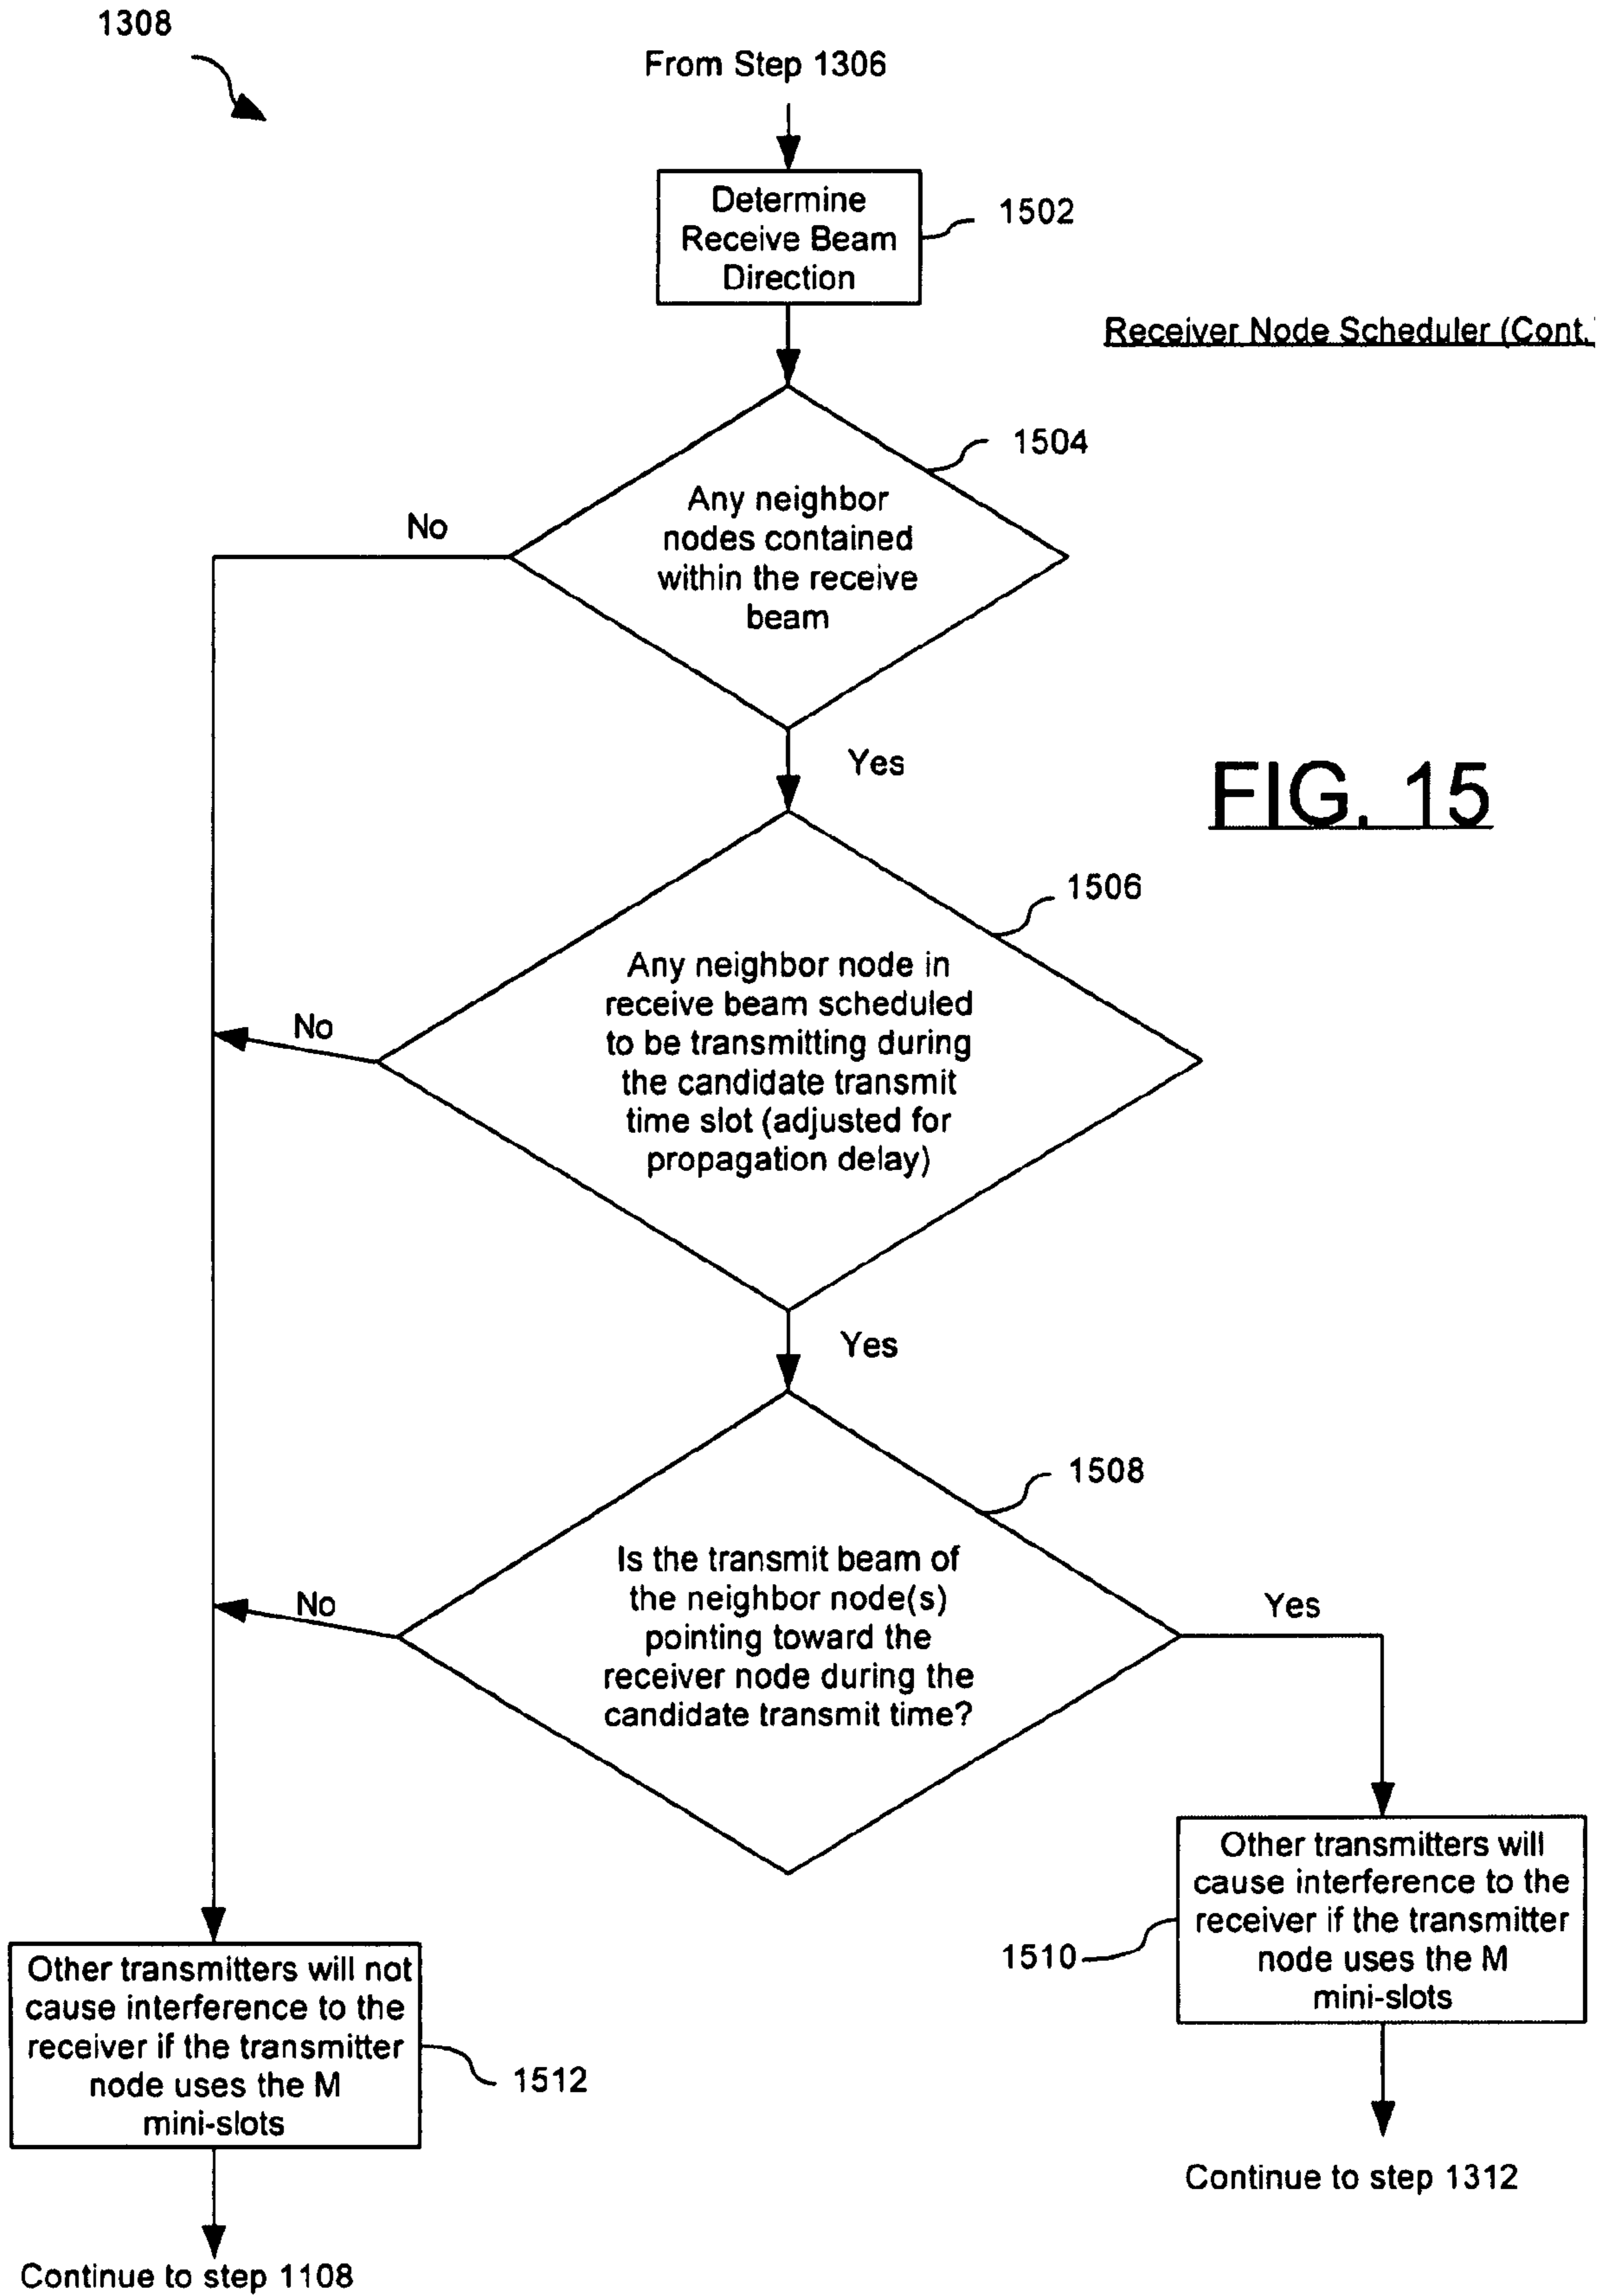 1308
From Step 1306
Determine
Receive Beam
Direction
1502
Receiver Node Scheduler (Cont.
1504
Any neighbor
nodes contained
within the receive
beam
No
Yes
FIG. 15
1506
Any neighbor node in
receive beam scheduled
to be transmitting during
the candidate transmit
time slot (adjusted for
propagation delay)
No
Yes
1508
Is the transmit beam of
the neighbor node(s)
pointing toward the
receiver node during the
candidate transmit time?
No
Yes
Other transmitters will
cause interference to the
receiver if the transmitter
node uses the M
mini-slots
1510
Other transmitters will not
cause interference to the
receiver if the transmitter
node uses the M
mini-slots
1512
Continue to step 1312
Continue to step 1108